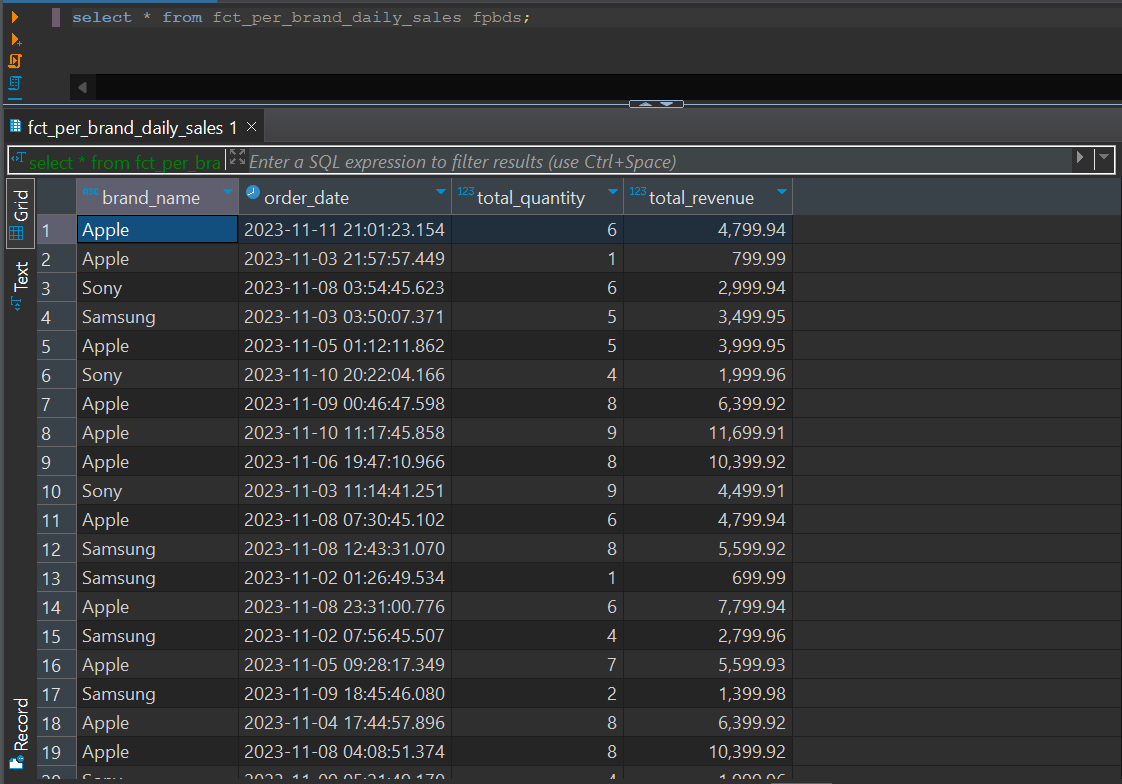 select * from fct_per_brand_daily_sales fpbds;
fct_per_brand_daily_sales 1
select * from fct_per_bra Enter a SQL expression to filter results (use Ctrl+Space)
Grid
Text
Record
brand_name order_date 123 total_quantity 123 total_revenue
1 Apple 2023-11-11 21:01:23.154 6 4,799.94
2 Apple 2023-11-03 21:57:57.449 1 799.99
3 Sony 2023-11-08 03:54:45.623 6 2,999.94
4 Samsung 2023-11-03 03:50:07.371 5 3,499.95
5 Apple 2023-11-05 01:12:11.862 5 3,999.95
6 Sony 2023-11-10 20:22:04.166 4 1,999.96
7 Apple 2023-11-09 00:46:47.598 8 6,399.92
8 Apple 2023-11-10 11:17:45.858 9 11,699.91
9 Apple 2023-11-06 19:47:10.966 8 10,399.92
10 Sony 2023-11-03 11:14:41.251 9 4,499.91
11 Apple 2023-11-08 07:30:45.102 6 4,799.94
12 Samsung 2023-11-08 12:43:31.070 8 5,599.92
13 Samsung 2023-11-02 01:26:49.534 1 699.99
14 Apple 2023-11-08 23:31:00.776 6 7,799.94
15 Samsung 2023-11-02 07:56:45.507 4 2,799.96
16 Apple 2023-11-05 09:28:17.349 7 5,599.93
17 Samsung 2023-11-09 18:45:46.080 2 1,399.98
18 Apple 2023-11-04 17:44:57.896 8 6,399.92
19 Apple 2023-11-08 04:08:51.374 8 10,399.92